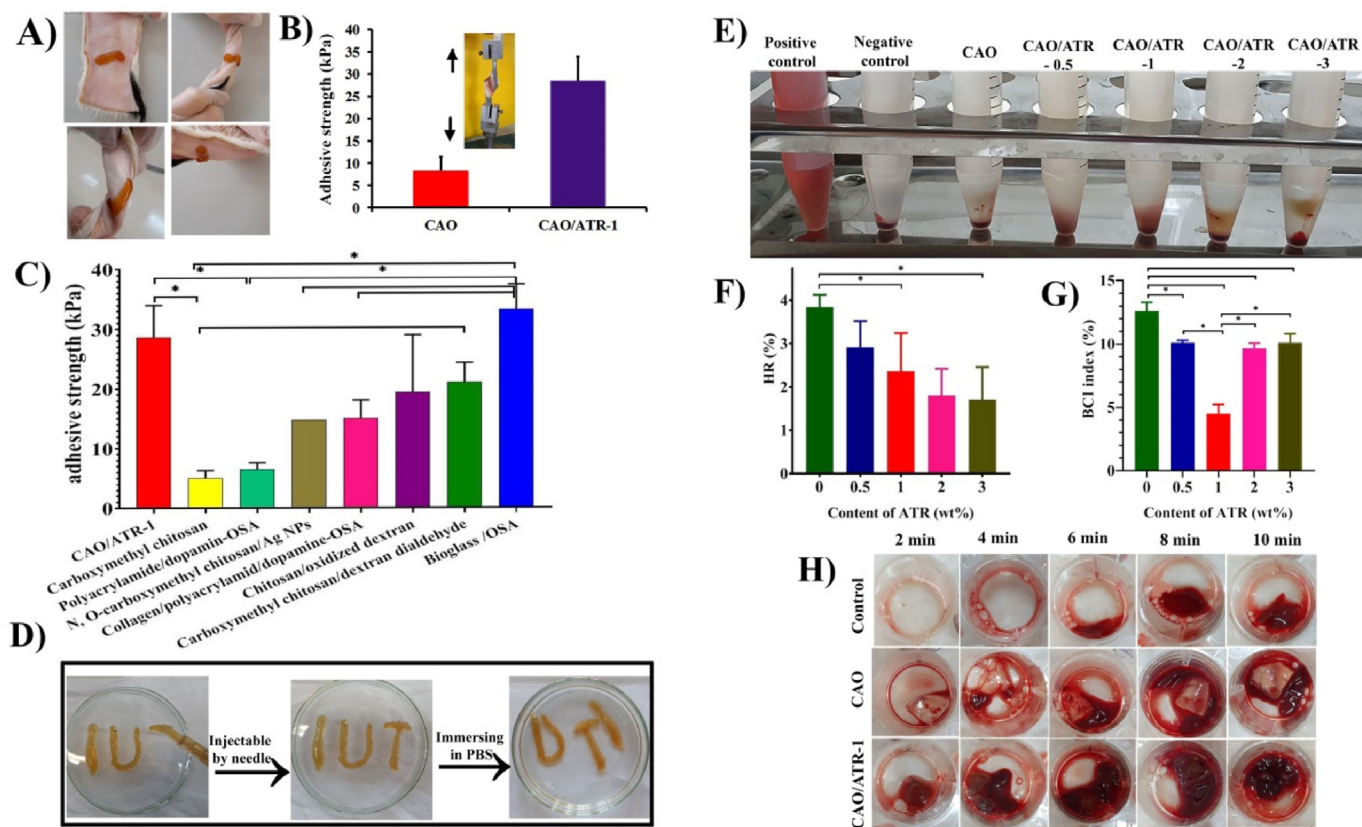 A)
B)
Adhesive strength (kPa)
40
35
30
25
20
15
10
5
0
CAO
CAO/ATR-1
C)
adhesive strength (kPa)
40
30
20
10
0
*
*
*
*
*
*
CAO/ATR-1
Carboxymethyl chitosan
Polyacrylamide/dopamin-OSA
N, O-carboxymethyl chitosan/Ag NPs
Collagen/polyacrylamid/dopamine-OSA
Chitosan/oxidized dextran
Carboxmethyl chitosan/dextran dialdehyde
Bioglass /OSA
D)
IUT
Injectable
by needle
IUT
Immersing
in PBS
E)
Positive
control
Negative
control
CAO
CAO/ATR
- 0.5
CAO/ATR
-1
CAO/ATR
-2
CAO/ATR
-3
F)
HR (%)
4
3
2
1
0
*
*
0
0.5
1
2
3
Content of ATR (wt%)
G)
BCI index (%)
15
10
5
0
*
*
*
*
0
0.5
1
2
3
Content of ATR (wt%)
H)
2 min
4 min
6 min
8 min
10 min
Control
CAO
CAO/ATR-1